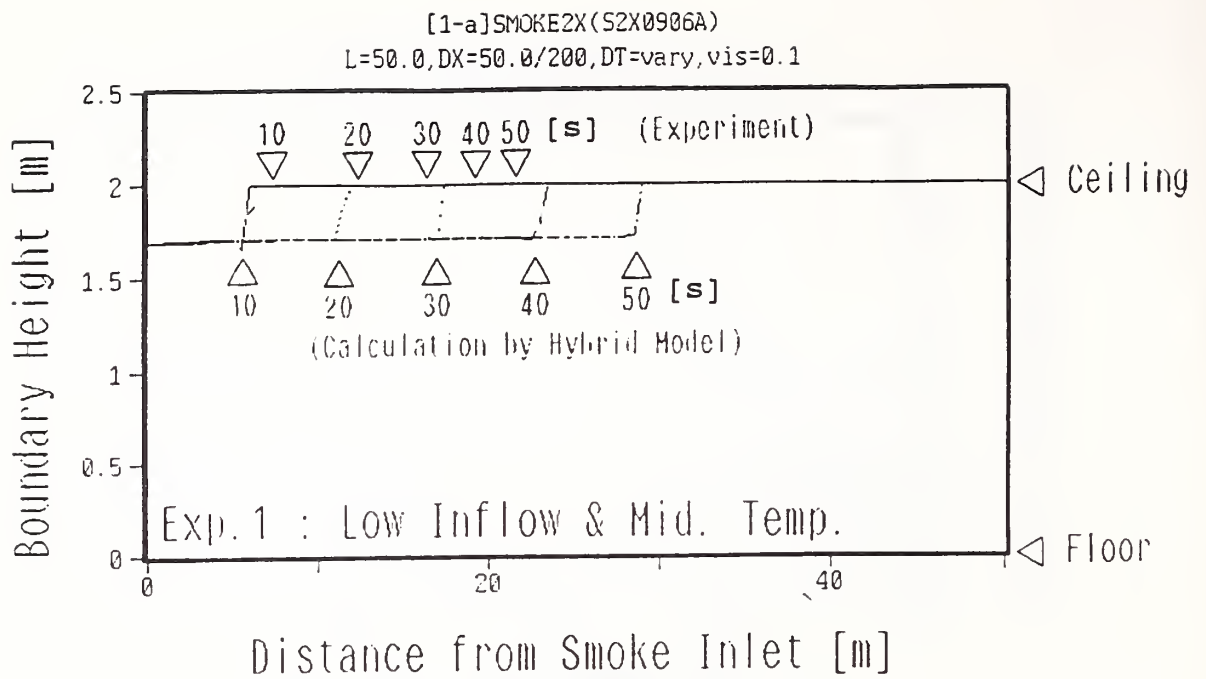 [1-a]SMOKE2X(S2X0906A)
L=50.0,DX=50.0/200,DT=vary,vis=0.1
Boundary Height [m]
2.5
2
1.5
1
0.5
0
10 20 30 40 50 [s] (Experiment)
Ceiling
10 20 30 40 50 [s]
(Calculation by Hybrid Model)
Exp.1 : Low Inflow & Mid. Temp.
Floor
0 20 40
Distance from Smoke Inlet [m]